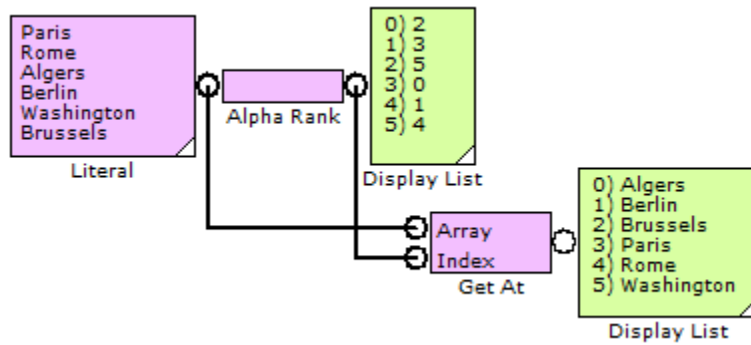 Paris
Rome
Algers
Berlin
Washington
Brussels
Literal
Alpha Rank
0) 2
1) 3
2) 5
3) 0
4) 1
5) 4
Display List
Array
Index
Get At
0) Algers
1) Berlin
2) Brussels
3) Paris
4) Rome
5) Washington
Display List